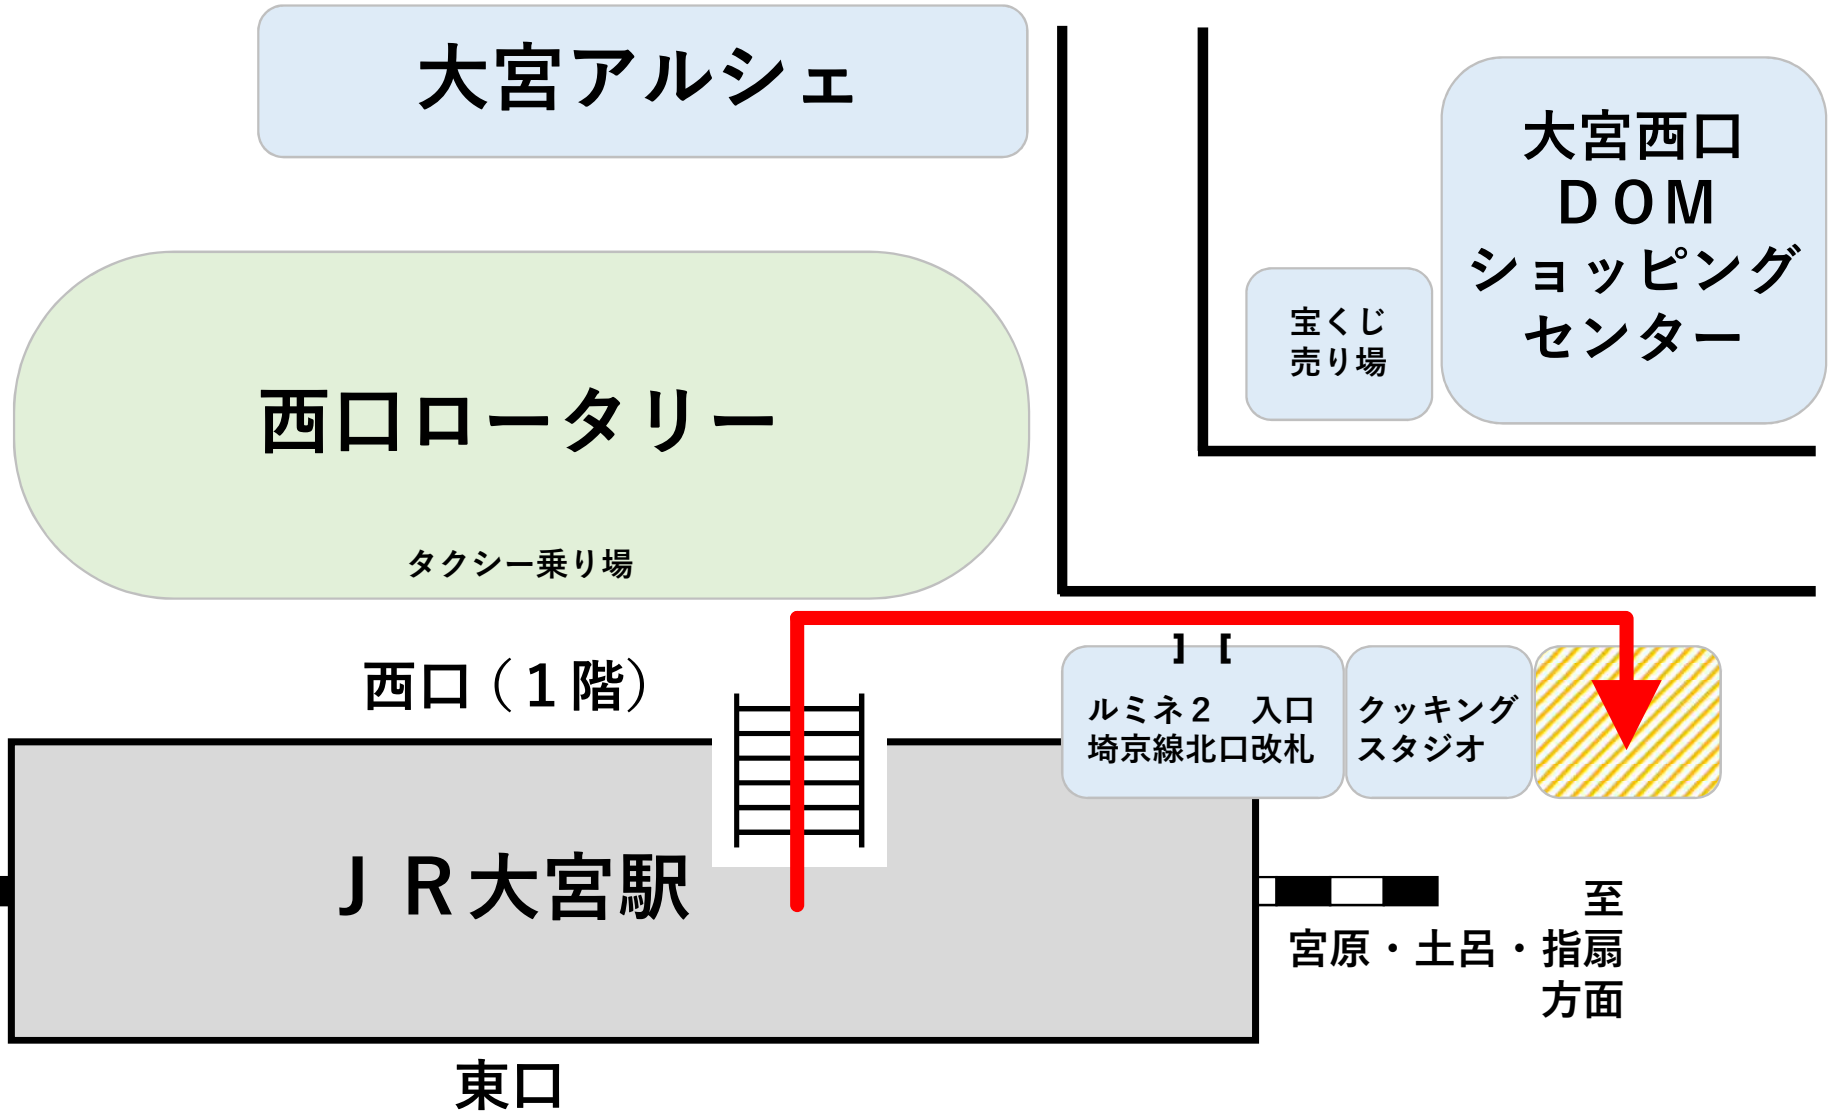 大宮アルシェ
大宮西口
ＤＯＭ
ショッピング
センター
宝くじ
売り場
西口ロータリー
タクシー乗り場
西口（１階）
ルミネ２　入口
埼京線北口改札
クッキング
スタジオ
ＪＲ大宮駅
至
宮原・土呂・指扇
方面
東口